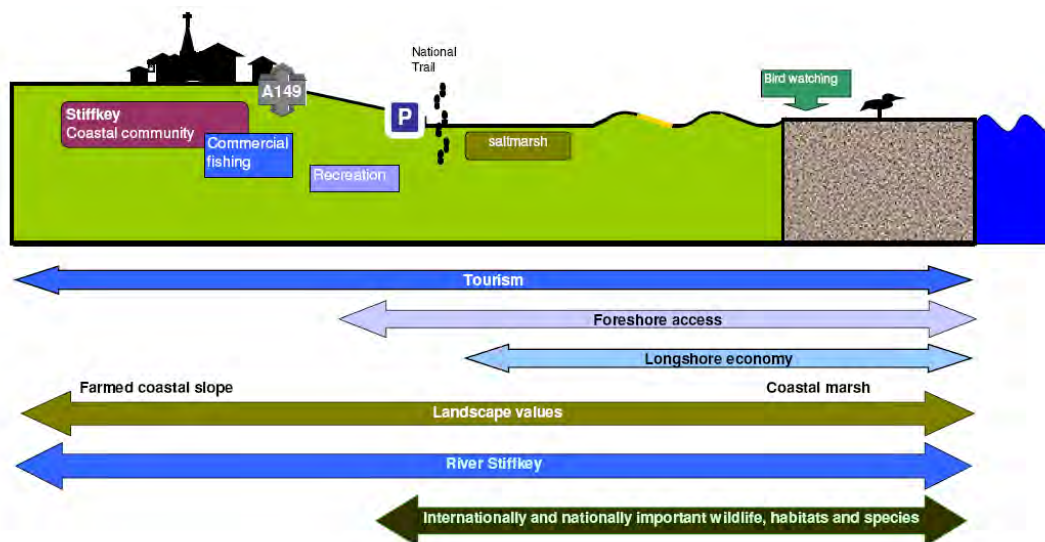 National
Trail
Bird watching
A149
P
Stiffkey
Coastal community
Commercial
fishing
saltmarsh
Recreation
Tourism
Foreshore access
Longshore economy
Farmed coastal slope
Coastal marsh
Landscape values
River Stiffkey
Internationally and nationally important wildlife, habitats and species